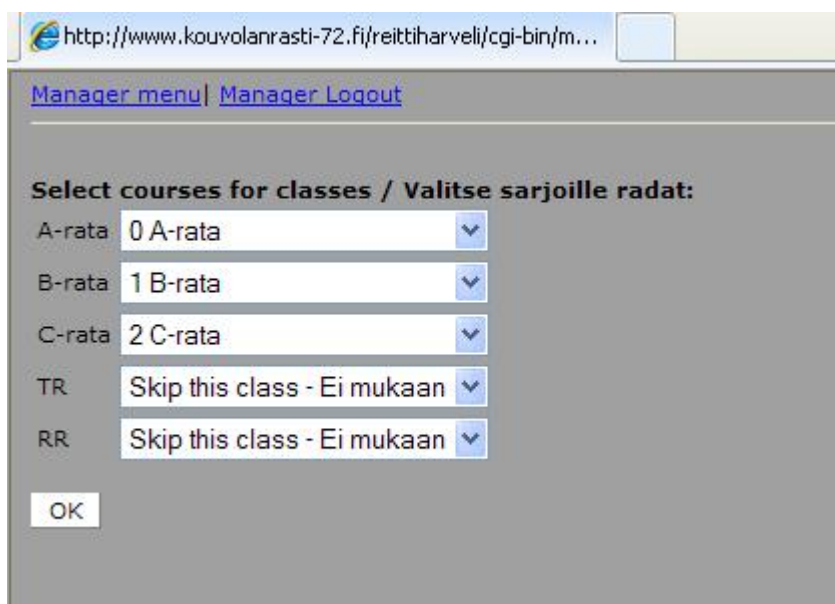 http://www.kouvolanrasti-72.fi/reittiharveli/cgi-bin/m...
Manager menu| Manager Logout
Select courses for classes / Valitse sarjoille radat:
A-rata 0 A-rata
B-rata 1 B-rata
C-rata 2 C-rata
TR Skip this class - Ei mukaan
RR Skip this class - Ei mukaan
OK